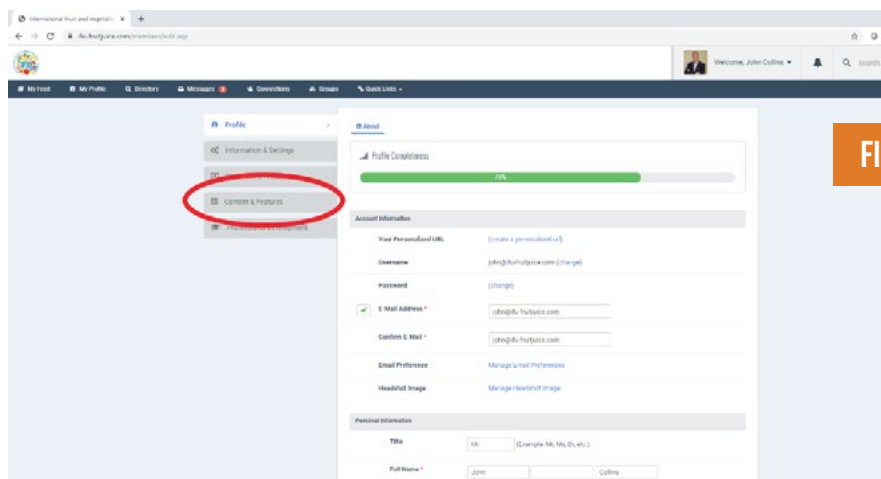 International Fruit and Vegetable
ifu-fruitjuice.com/members/edit.asp
Welcome, John Collins
Search
My Feed My Profile Directory Messages Connections Groups Quick Links
Profile
About
Information & Settings
Profile Completeness
Content & Features
Professional Development
Account Information
Your Personalized URL (create a personalized url)
Username john@ifu-fruitjuice.com (change)
Password (change)
E-Mail Address * john@ifu-fruitjuice.com
Confirm E-Mail * john@ifu-fruitjuice.com
Email Preference Manage Email Preferences
Headshot Image Manage Headshot Image
Personal Information
Title Mr (Example: Mr, Ms, Dr, etc.)
Full Name * John Collins
FI